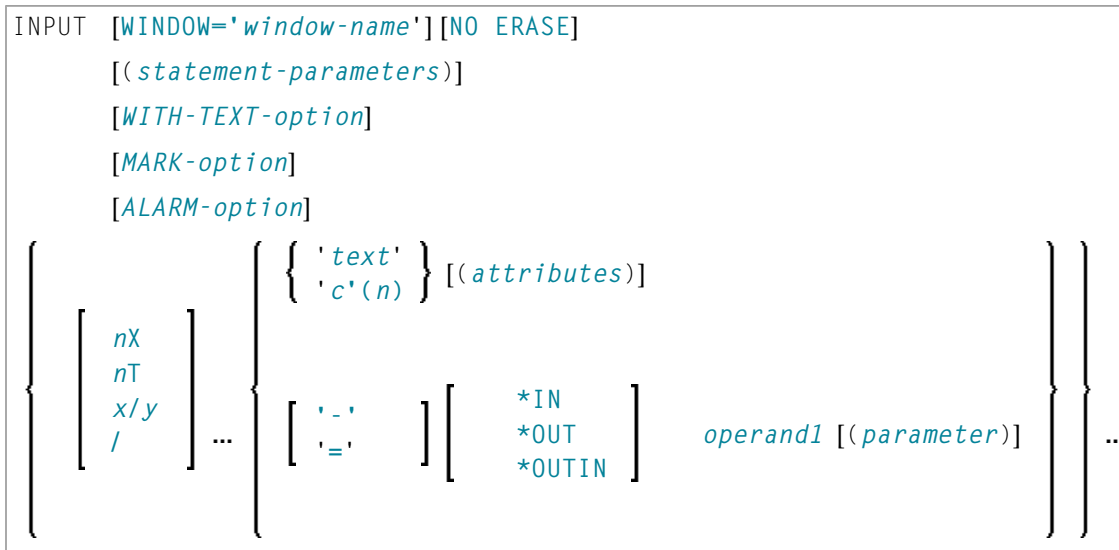 INPUT [WINDOW='window-name'][NO ERASE]
[(statement-parameters)]
[WITH-TEXT-option]
[MARK-option]
[ALARM-option]
{ [ nX nT x/y / ] ... { { 'text' 'c'(n) } [(attributes)]
[ '-' '=' ] [ *IN *OUT *OUTIN ] operand1 [(parameter)] } } ...